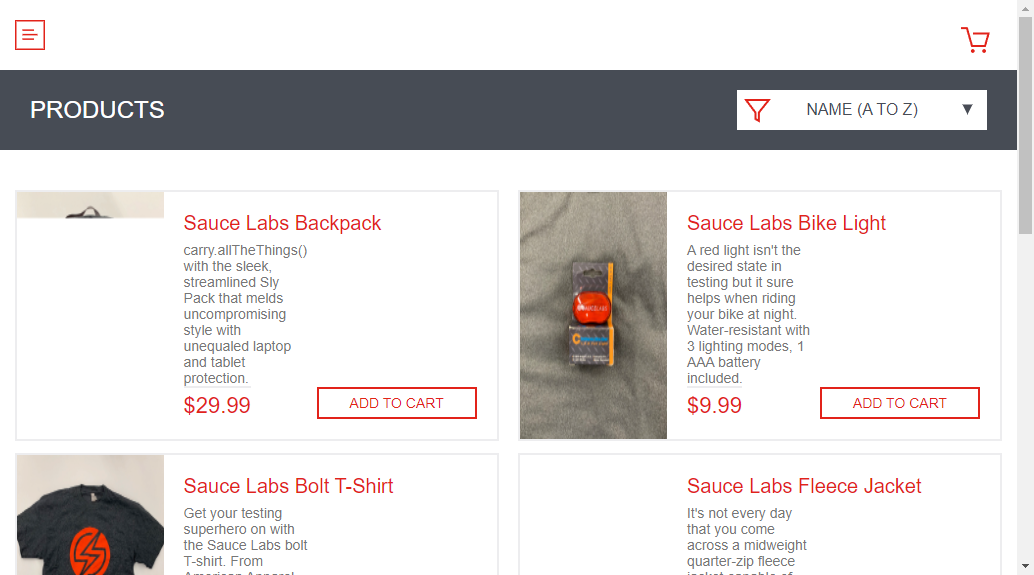 PRODUCTS
NAME (A TO Z)
Sauce Labs Backpack
carry.allTheThings()
with the sleek,
streamlined Sly
Pack that melds
uncompromising
style with
unequaled laptop
and tablet
protection.
$29.99
ADD TO CART
Sauce Labs Bike Light
A red light isn't the
desired state in
testing but it sure
helps when riding
your bike at night.
Water-resistant with
3 lighting modes, 1
AAA battery
included.
$9.99
ADD TO CART
Sauce Labs Bolt T-Shirt
Get your testing
superhero on with
the Sauce Labs bolt
T-shirt. From
American Apparel,
Sauce Labs Fleece Jacket
It's not every day
that you come
across a midweight
quarter-zip fleece
jacket capable of